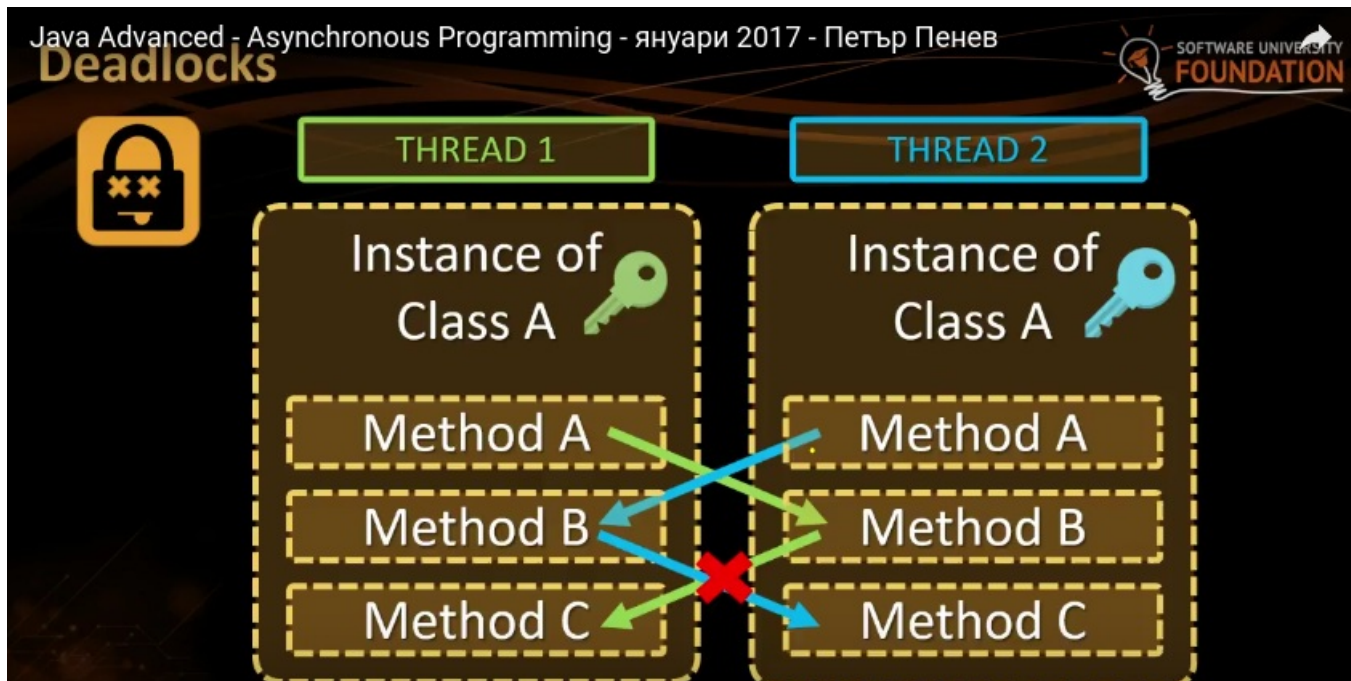 Java Advanced - Asynchronous Programming - януари 2017 - Петър Пенев
Deadlocks
SOFTWARE UNIVERSITY
FOUNDATION
THREAD 1
THREAD 2
Instance of
Class A
Instance of
Class A
Method A
Method A
Method B
Method B
Method C
Method C